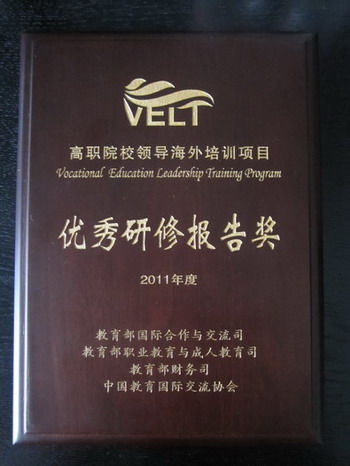 VELT
高职院校领导海外培训项目
Vocational Education Leadership Training Program
优秀研修报告奖
2011年度
教育部国际合作与交流司
教育部职业教育与成人教育司
教育部财务司
中国教育国际交流协会